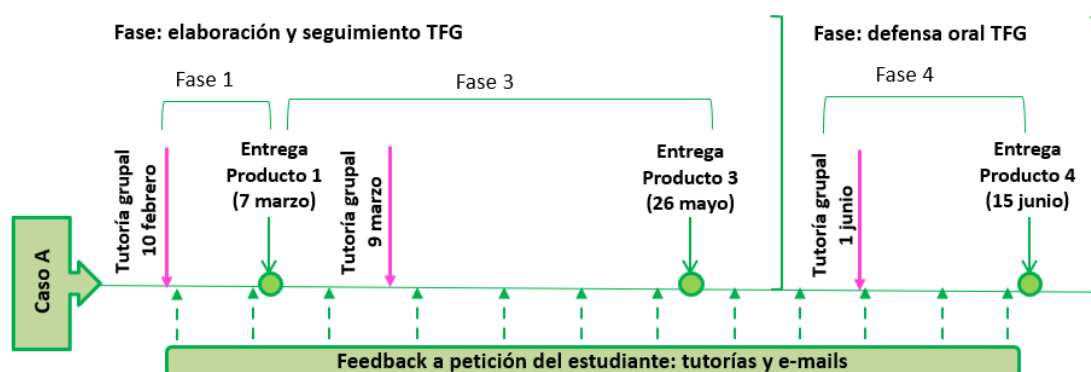 Fase: elaboración y seguimiento TFG
Fase: defensa oral TFG
Fase 1
Fase 3
Fase 4
Tutoría grupal
10 febrero
Entrega
Producto 1
(7 marzo)
Tutoría grupal
9 marzo
Entrega
Producto 3
(26 mayo)
Tutoría grupal
1 junio
Entrega
Producto 4
(15 junio)
Caso A
Feedback a petición del estudiante: tutorías y e-mails